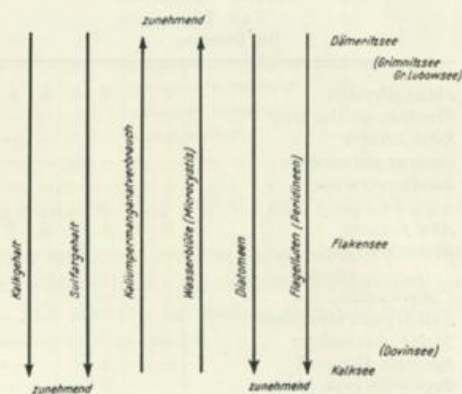 zunehmend
Dämeritzsee
(Grimnitzsee
Gr. Lubowsee)
Kalkgehalt
Sulfatgehalt
Kaliumpermanganatverbrauch
Wasserblüte (Microcystis)
Diatomeen
Flagellaten (Peridineen)
Flakensee
(Dovinsee)
Kalksee
zunehmend
zunehmend